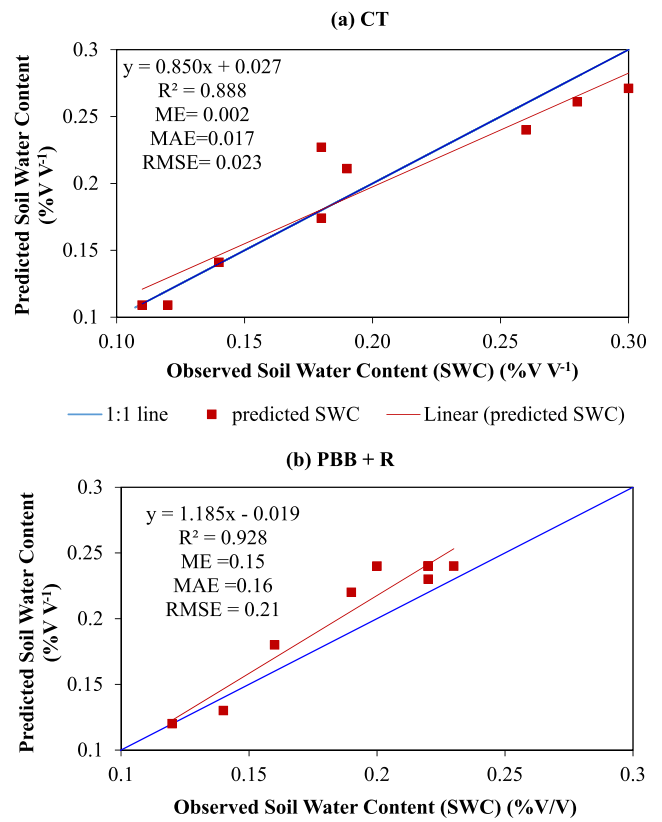 (a) CT
Predicted Soil Water Content
(%V V⁻¹)
0.3
0.25
0.2
0.15
0.1
y = 0.850x + 0.027
R² = 0.888
ME= 0.002
MAE=0.017
RMSE= 0.023
0.10 0.15 0.20 0.25 0.30
Observed Soil Water Content (SWC) (%V V⁻¹)
1:1 line predicted SWC Linear (predicted SWC)
(b) PBB + R
Predicted Soil Water Content
(%V V⁻¹)
0.3
0.25
0.2
0.15
0.1
y = 1.185x - 0.019
R² = 0.928
ME =0.15
MAE =0.16
RMSE = 0.21
0.1 0.15 0.2 0.25 0.3
Observed Soil Water Content (SWC) (%V/V)